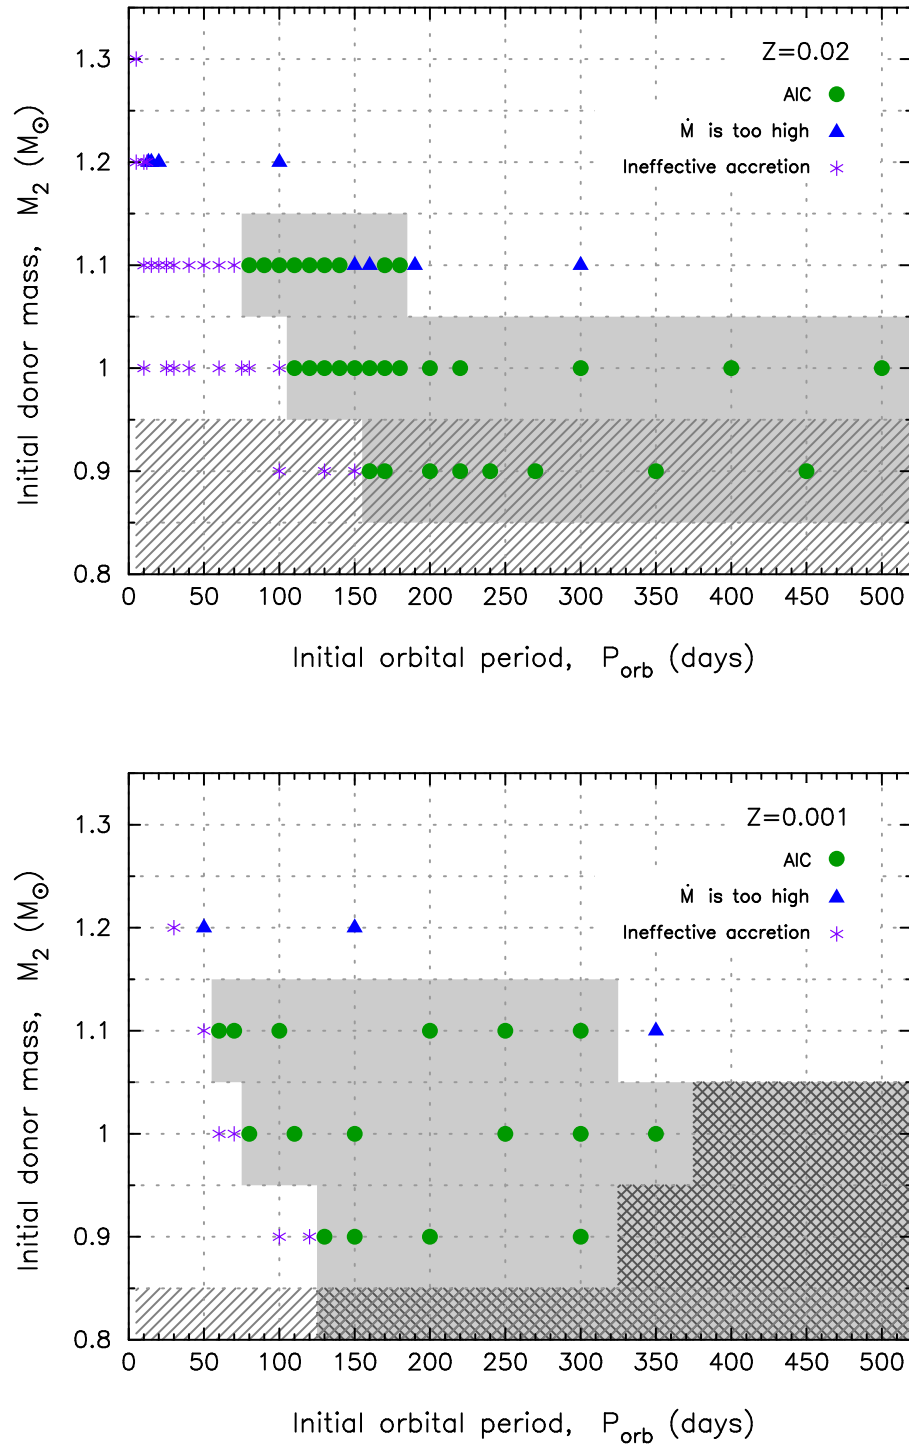 Z=0.02
AIC
Ṁ is too high
Ineffective accretion
Initial donor mass, M₂ (M☉)
1.3
1.2
1.1
1
0.9
0.8
0 50 100 150 200 250 300 350 400 450 500
Initial orbital period, P_orb (days)
Z=0.001
AIC
Ṁ is too high
Ineffective accretion
Initial donor mass, M₂ (M☉)
1.3
1.2
1.1
1
0.9
0.8
0 50 100 150 200 250 300 350 400 450 500
Initial orbital period, P_orb (days)